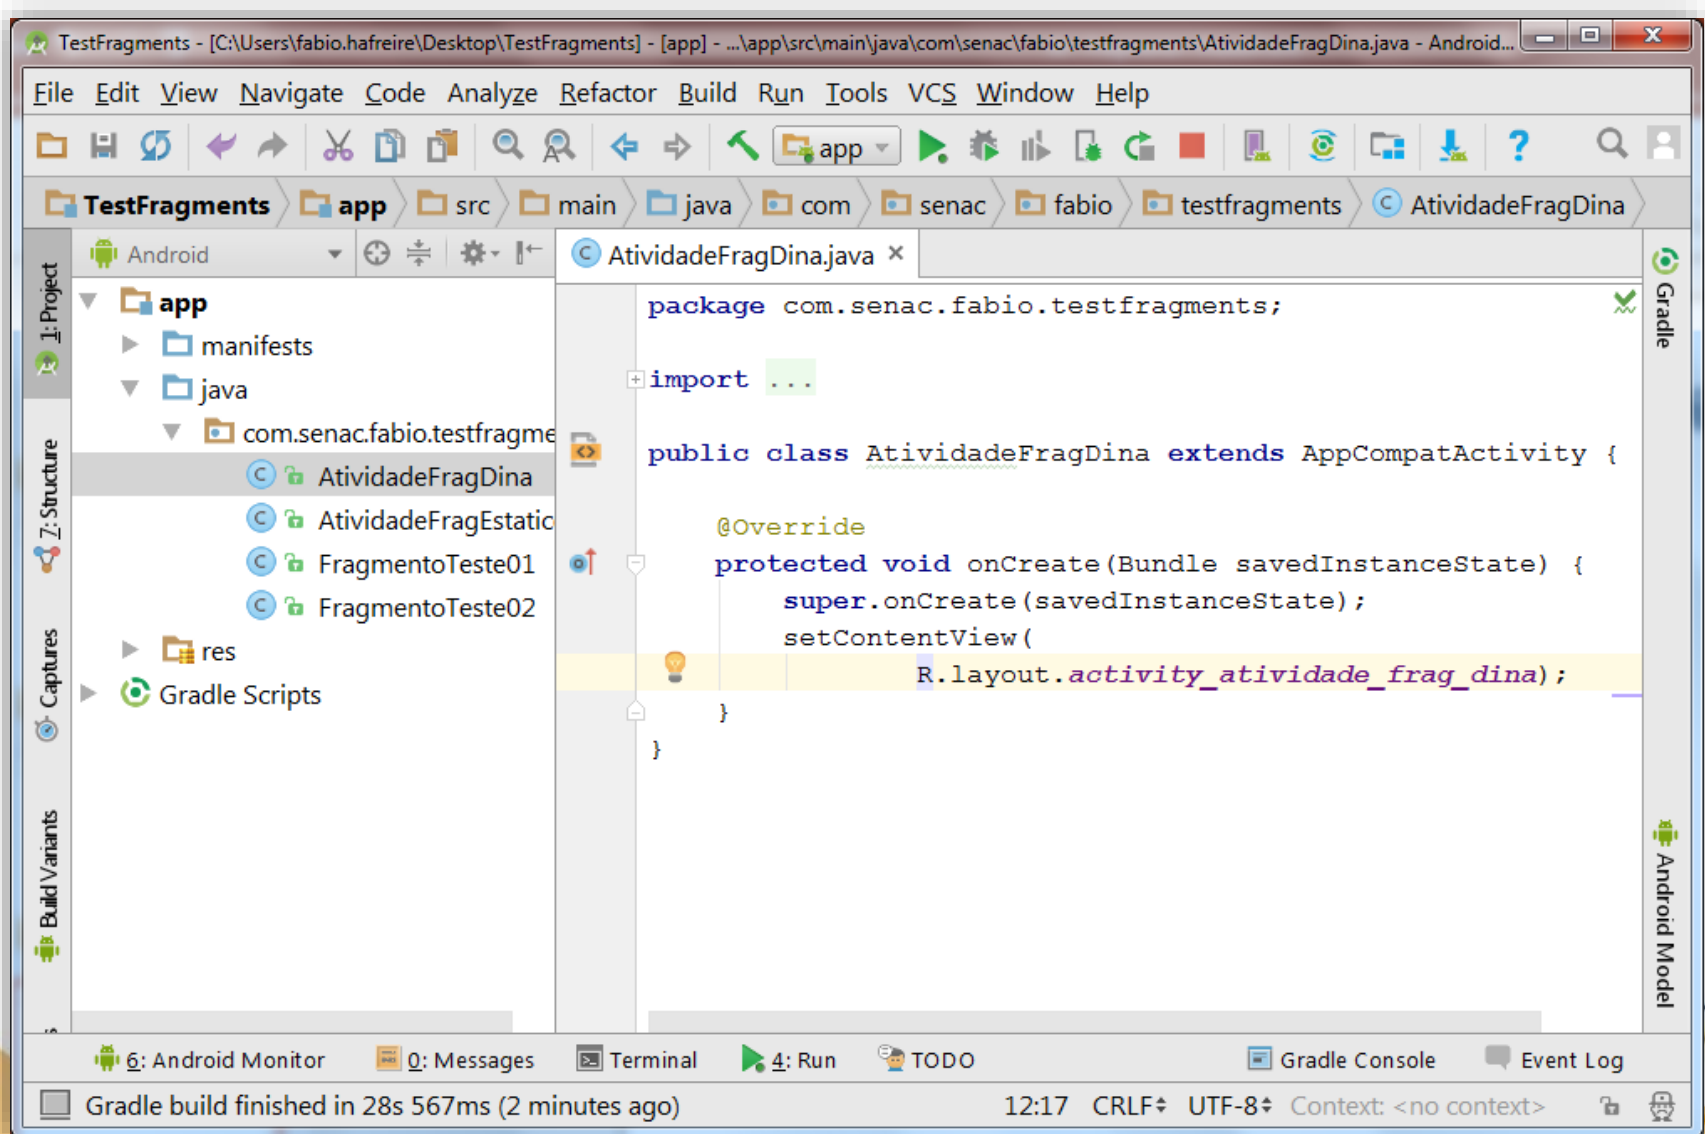 TestFragments - [C:\Users\fabio.hafreire\Desktop\TestFragments] - [app] - ...\app\src\main\java\com\senac\fabio\testfragments\AtividadeFragDina.java - Android...
File Edit View Navigate Code Analyze Refactor Build Run Tools VCS Window Help
app
TestFragments app src main java com senac fabio testfragments AtividadeFragDina
Android
AtividadeFragDina.java
1: Project
7: Structure
Captures
Build Variants
app
manifests
java
com.senac.fabio.testfragme
AtividadeFragDina
AtividadeFragEstatic
FragmentoTeste01
FragmentoTeste02
res
Gradle Scripts
package com.senac.fabio.testfragments;
import ...
public class AtividadeFragDina extends AppCompatActivity {
@Override
protected void onCreate(Bundle savedInstanceState) {
super.onCreate(savedInstanceState);
setContentView(
R.layout.activity_atividade_frag_dina);
}
}
Gradle
Android Model
6: Android Monitor 0: Messages Terminal 4: Run TODO Gradle Console Event Log
Gradle build finished in 28s 567ms (2 minutes ago) 12:17 CRLF UTF-8 Context: <no context>